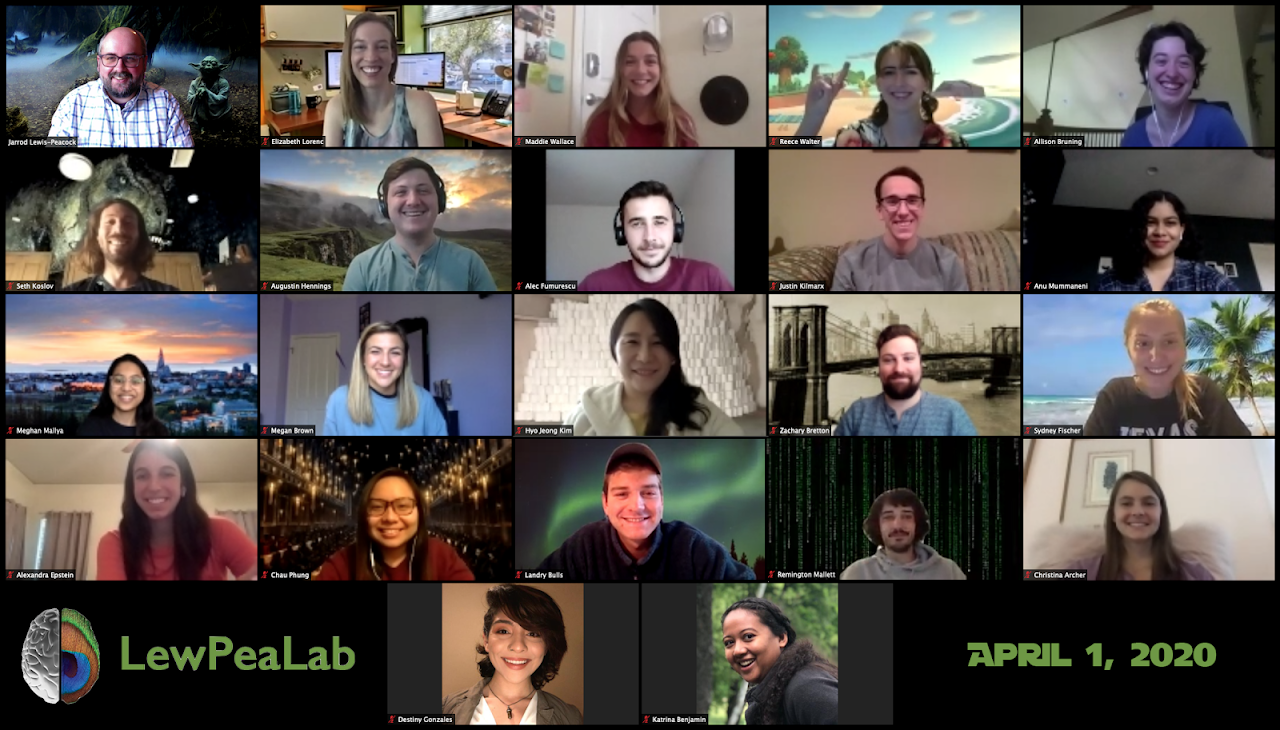 Jarrod Lewis-Peacock
Elizabeth Lorenc
Maddie Wallace
Reece Walter
Allison Bruning
Seth Koslov
Augustin Hennings
Alec Fumurescu
Justin Kilmarx
Anu Mummaneni
Meghan Mallya
Megan Brown
Hyo Jeong Kim
Zachary Bretton
Sydney Fischer
TEXAS
Alexandra Epstein
Chau Phung
Landry Bulls
Remington Mallett
Christina Archer
LewPeaLab
Destiny Gonzales
Katrina Benjamin
APRIL 1, 2020